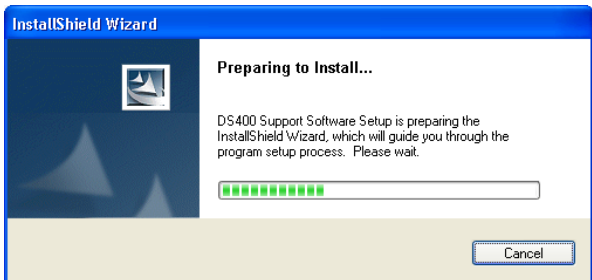 InstallShield Wizard
Preparing to Install...
DS400 Support Software Setup is preparing the
InstallShield Wizard, which will guide you through the
program setup process. Please wait.
Cancel